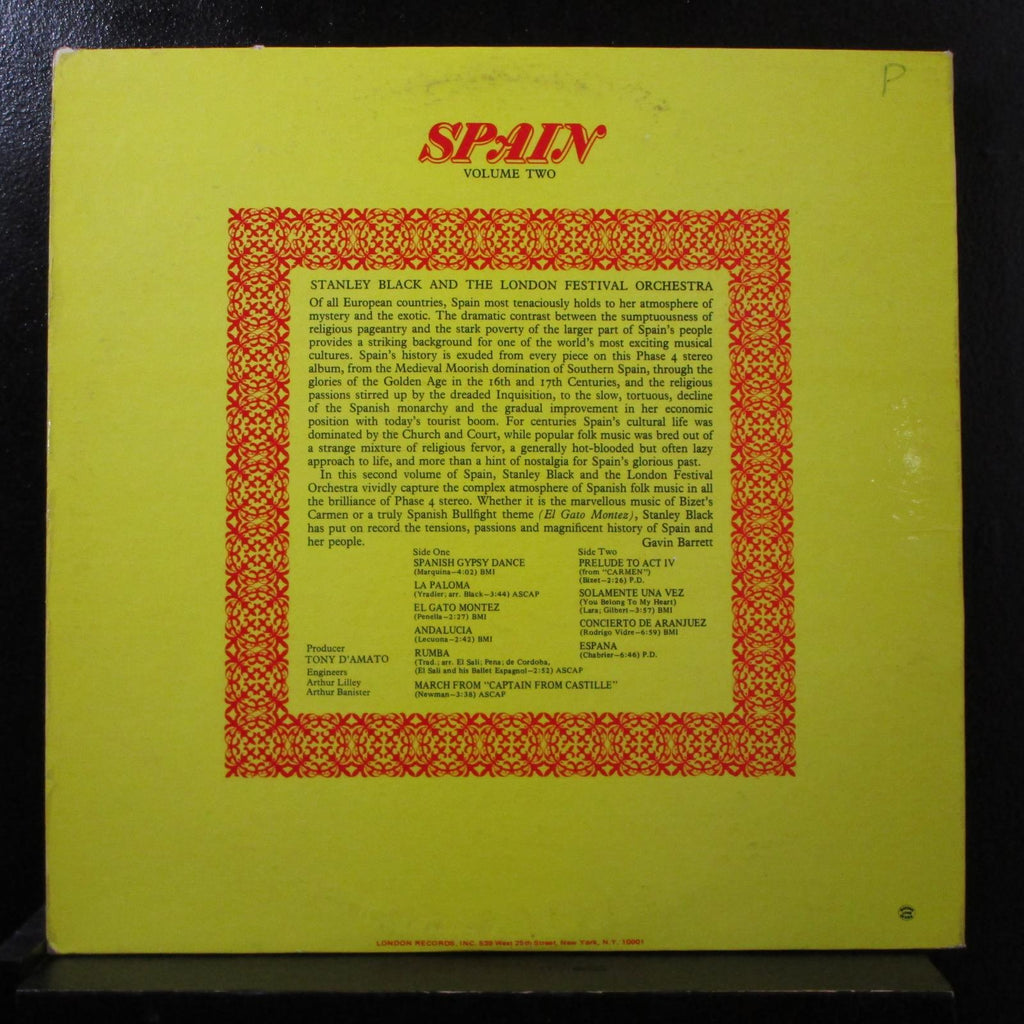 P
SPAIN
VOLUME TWO
STANLEY BLACK AND THE LONDON FESTIVAL ORCHESTRA
Of all European countries, Spain most tenaciously holds to her atmosphere of
mystery and the exotic. The dramatic contrast between the sumptuousness of
religious pageantry and the stark poverty of the larger part of Spain's people
provides a striking background for one of the world's most exciting musical
cultures. Spain's history is exuded from every piece on this Phase 4 stereo
album, from the Medieval Moorish domination of Southern Spain, through the
glories of the Golden Age in the 16th and 17th Centuries, and the religious
passions stirred up by the dreaded Inquisition, to the slow, tortuous, decline
of the Spanish monarchy and the gradual improvement in her economic
position with today's tourist boom. For centuries Spain's cultural life was
dominated by the Church and Court, while popular folk music was bred out of
a strange mixture of religious fervor, a generally hot-blooded but often lazy
approach to life, and more than a hint of nostalgia for Spain's glorious past.
In this second volume of Spain, Stanley Black and the London Festival
Orchestra vividly capture the complex atmosphere of Spanish folk music in all
the brilliance of Phase 4 stereo. Whether it is the marvellous music of Bizet's
Carmen or a truly Spanish Bullfight theme (El Gato Montez), Stanley Black
has put on record the tensions, passions and magnificent history of Spain and
her people. Gavin Barrett
Side One
SPANISH GYPSY DANCE
(Marquina—4:02) BMI
LA PALOMA
(Yradier; arr. Black—3:44) ASCAP
EL GATO MONTEZ
(Penella—2:27) BMI
ANDALUCIA
(Lecuona—2:42) BMI
RUMBA
(Trad.; arr. El Sali; Pena; de Cordoba,
(El Sali and his Ballet Espagnol—2:52) ASCAP
MARCH FROM "CAPTAIN FROM CASTILLE"
(Newman—3:38) ASCAP
Side Two
PRELUDE TO ACT IV
(from "CARMEN")
(Bizet—2:26) P.D.
SOLAMENTE UNA VEZ
(You Belong To My Heart)
(Lara; Gilbert—3:57) BMI
CONCIERTO DE ARANJUEZ
(Rodrigo Vidre—6:59) BMI
ESPANA
(Chabrier—6:46) P.D.
Producer
TONY D'AMATO
Engineers
Arthur Lilley
Arthur Banister
LONDON RECORDS, INC. 539 West 25th Street, New York, N.Y. 10001